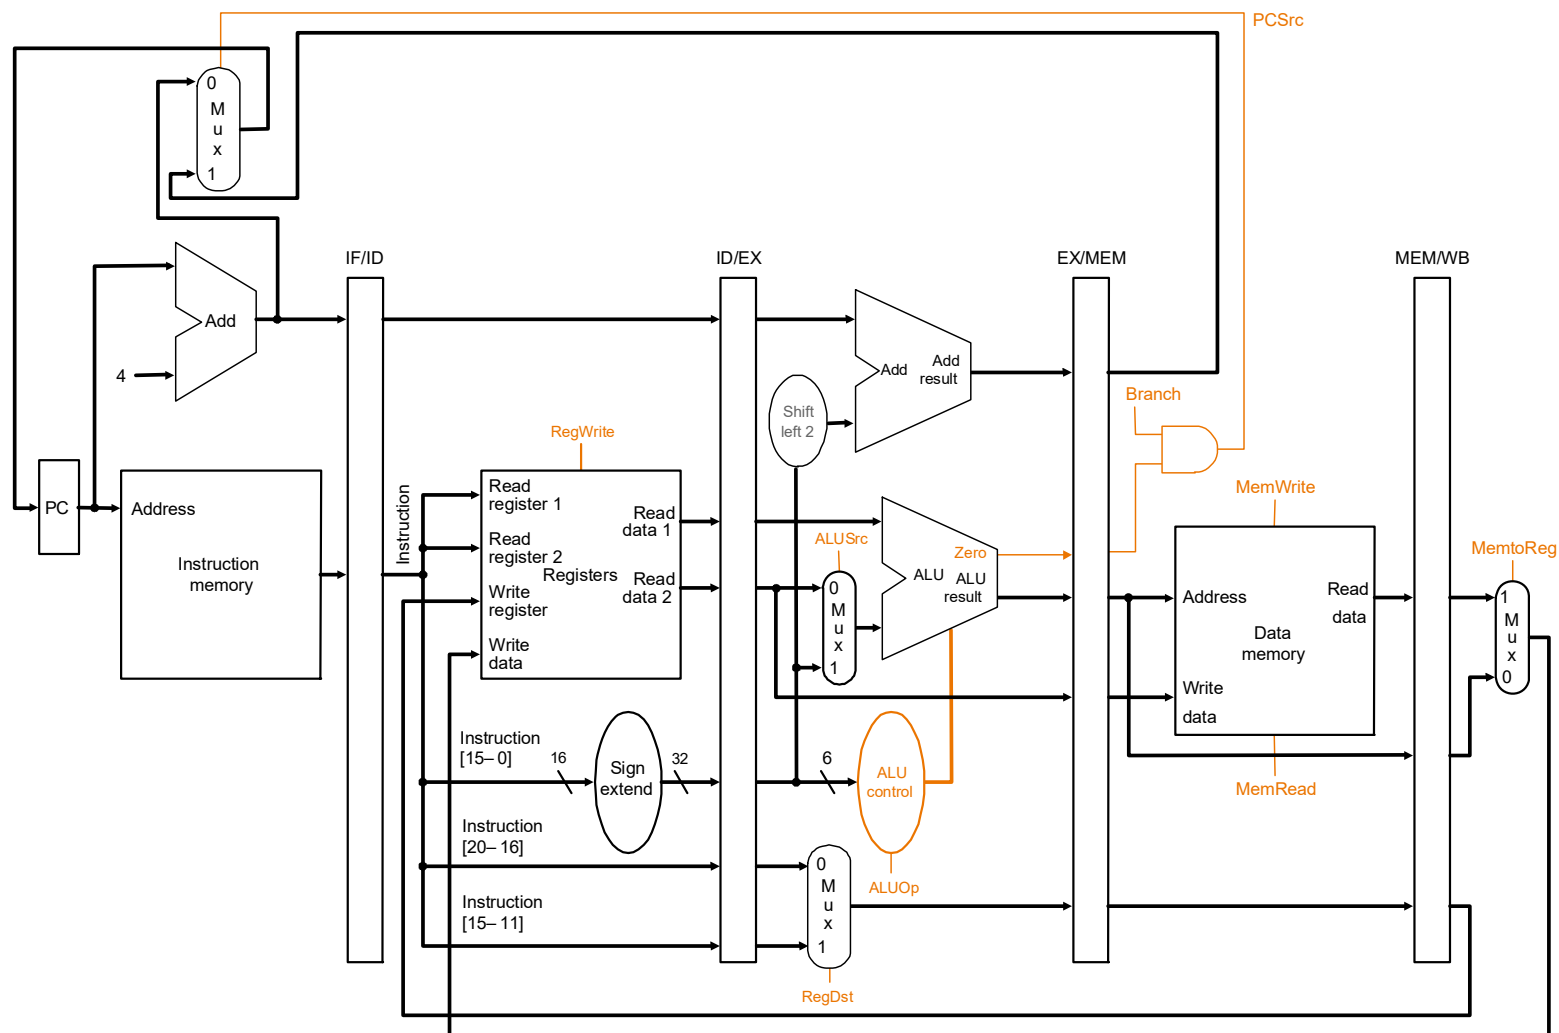 PCSrc
0
M
u
x
1
IF/ID
ID/EX
EX/MEM
MEM/WB
Add
4
Add
Add
result
Shift
left 2
Branch
RegWrite
PC
Address
Instruction
memory
Instruction
Read
register 1
Read
register 2
Write
register
Write
data
Registers
Read
data 1
Read
data 2
ALUSrc
0
M
u
x
1
Zero
ALU
ALU
result
MemWrite
Address
Read
data
Data
memory
Write
data
MemRead
MemtoReg
1
M
u
x
0
Instruction
[15– 0]
16
Sign
extend
32
6
ALU
control
ALUOp
Instruction
[20– 16]
Instruction
[15– 11]
0
M
u
x
1
RegDst